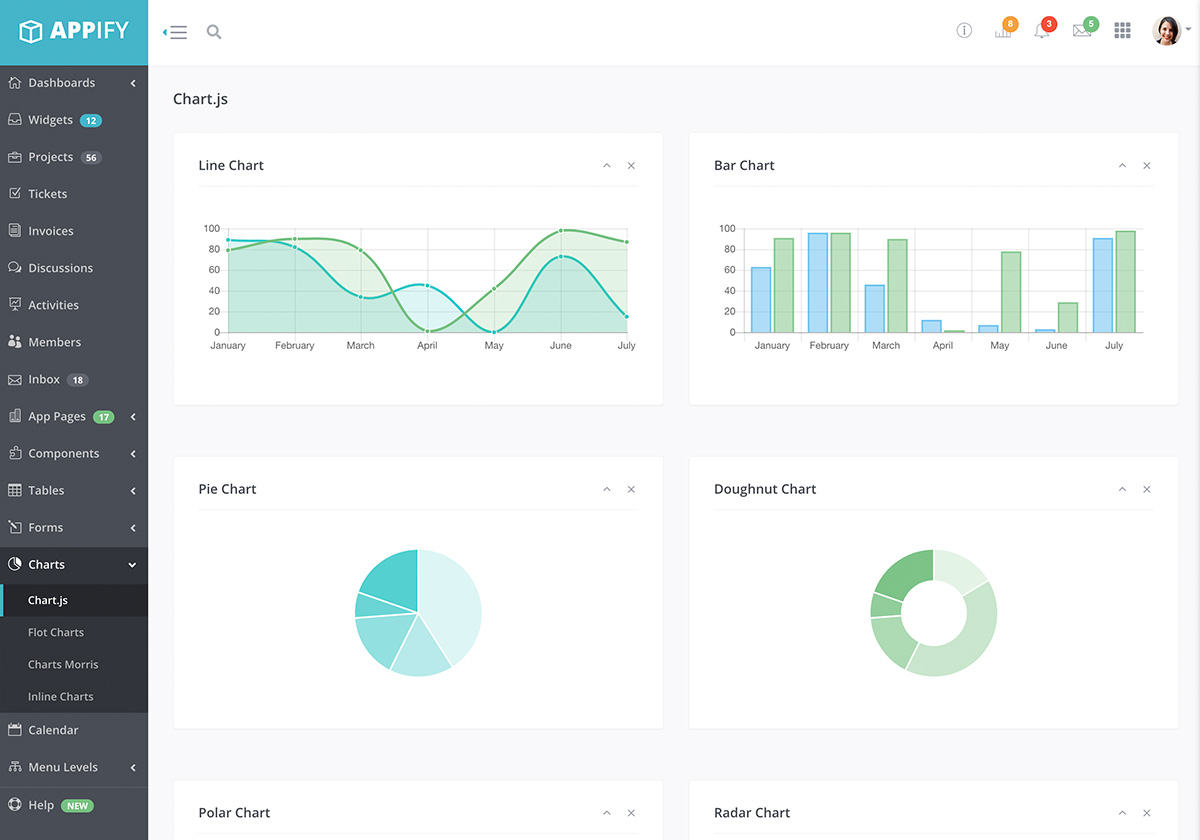 APPIFY
8
3
5
Dashboards
Widgets 12
Projects 56
Tickets
Invoices
Discussions
Activities
Members
Inbox 18
App Pages 17
Components
Tables
Forms
Charts
Chart.js
Flot Charts
Charts Morris
Inline Charts
Calendar
Menu Levels
Help NEW
Chart.js
Line Chart
100
80
60
40
20
0
January February March April May June July
Bar Chart
100
80
60
40
20
0
January February March April May June July
Pie Chart
Doughnut Chart
Polar Chart
Radar Chart